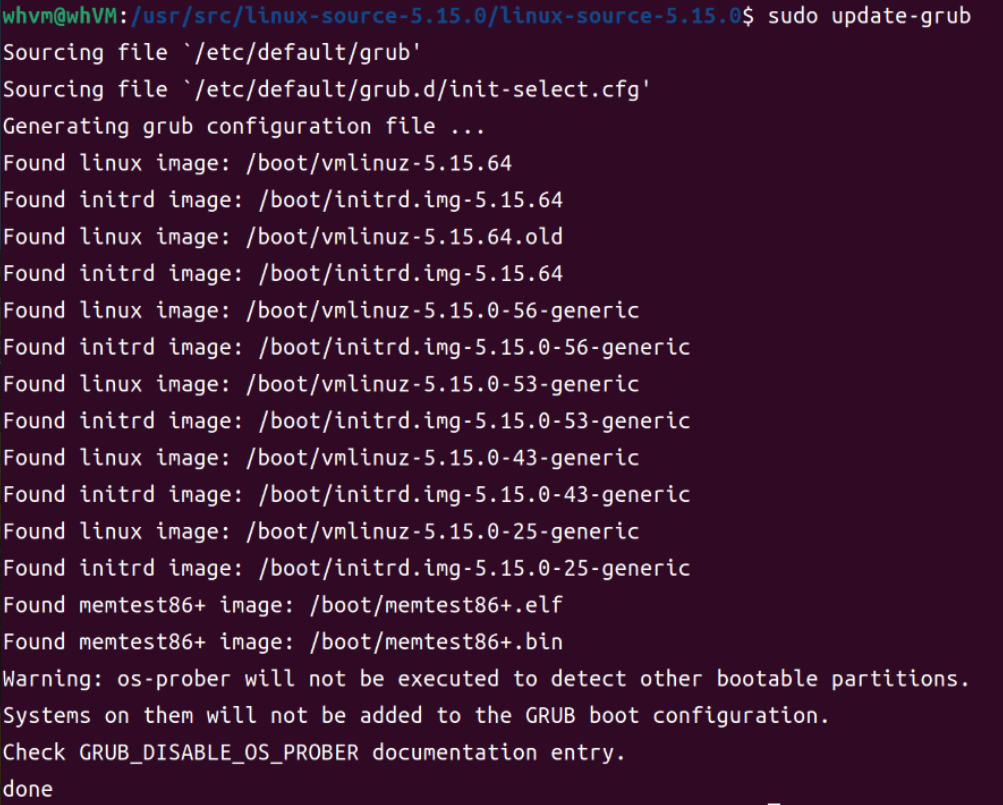 whvm@whVM:/usr/src/linux-source-5.15.0/linux-source-5.15.0$ sudo update-grub
Sourcing file `/etc/default/grub'
Sourcing file `/etc/default/grub.d/init-select.cfg'
Generating grub configuration file ...
Found linux image: /boot/vmlinuz-5.15.64
Found initrd image: /boot/initrd.img-5.15.64
Found linux image: /boot/vmlinuz-5.15.64.old
Found initrd image: /boot/initrd.img-5.15.64
Found linux image: /boot/vmlinuz-5.15.0-56-generic
Found initrd image: /boot/initrd.img-5.15.0-56-generic
Found linux image: /boot/vmlinuz-5.15.0-53-generic
Found initrd image: /boot/initrd.img-5.15.0-53-generic
Found linux image: /boot/vmlinuz-5.15.0-43-generic
Found initrd image: /boot/initrd.img-5.15.0-43-generic
Found linux image: /boot/vmlinuz-5.15.0-25-generic
Found initrd image: /boot/initrd.img-5.15.0-25-generic
Found memtest86+ image: /boot/memtest86+.elf
Found memtest86+ image: /boot/memtest86+.bin
Warning: os-prober will not be executed to detect other bootable partitions.
Systems on them will not be added to the GRUB boot configuration.
Check GRUB_DISABLE_OS_PROBER documentation entry.
done